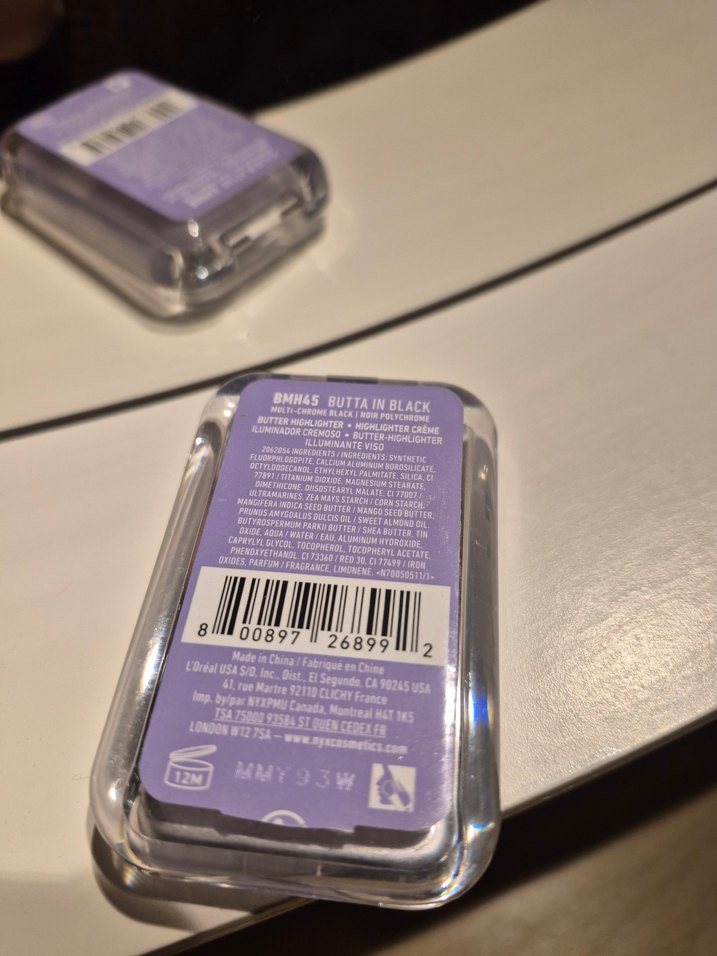 BMH45 BUTTA IN BLACK
MULTI-CHROME BLACK | NOIR POLYCHROME
BUTTER HIGHLIGHTER • HIGHLIGHTER CRÈME
ILUMINADOR CREMOSO • BUTTER-HIGHLIGHTER
ILLUMINANTE VISO
2062054 INGREDIENTS / INGREDIENTS: SYNTHETIC
FLUORPHLOGOPITE, CALCIUM ALUMINUM BOROSILICATE,
OCTYLDODECANOL, ETHYLHEXYL PALMITATE, SILICA, CI
77891 / TITANIUM DIOXIDE, MAGNESIUM STEARATE,
DIMETHICONE, DIISOSTEARYL MALATE, CI 77007 /
ULTRAMARINES, ZEA MAYS STARCH / CORN STARCH,
MANGIFERA INDICA SEED BUTTER / MANGO SEED BUTTER,
PRUNUS AMYGDALUS DULCIS OIL / SWEET ALMOND OIL,
BUTYROSPERMUM PARKII BUTTER / SHEA BUTTER, TIN
OXIDE, AQUA / WATER / EAU, ALUMINUM HYDROXIDE,
CAPRYLYL GLYCOL, TOCOPHEROL, TOCOPHERYL ACETATE,
PHENOXYETHANOL, CI 73360 / RED 30, CI 77499 / IRON
OXIDES, PARFUM / FRAGRANCE, LIMONENE. <N70050511/1>
8 00897 26899 2
Made in China / Fabriqué en Chine
L'Oréal USA S/D, Inc., Dist., El Segundo, CA 90245 USA
41, rue Martre 92110 CLICHY France
Imp. by/par NYXPMU Canada, Montreal H4T 1K5
TSA 75000 93584 ST OUEN CEDEX FR
LONDON W12 7SA – www.nyxcosmetics.com
12M
MMY93W